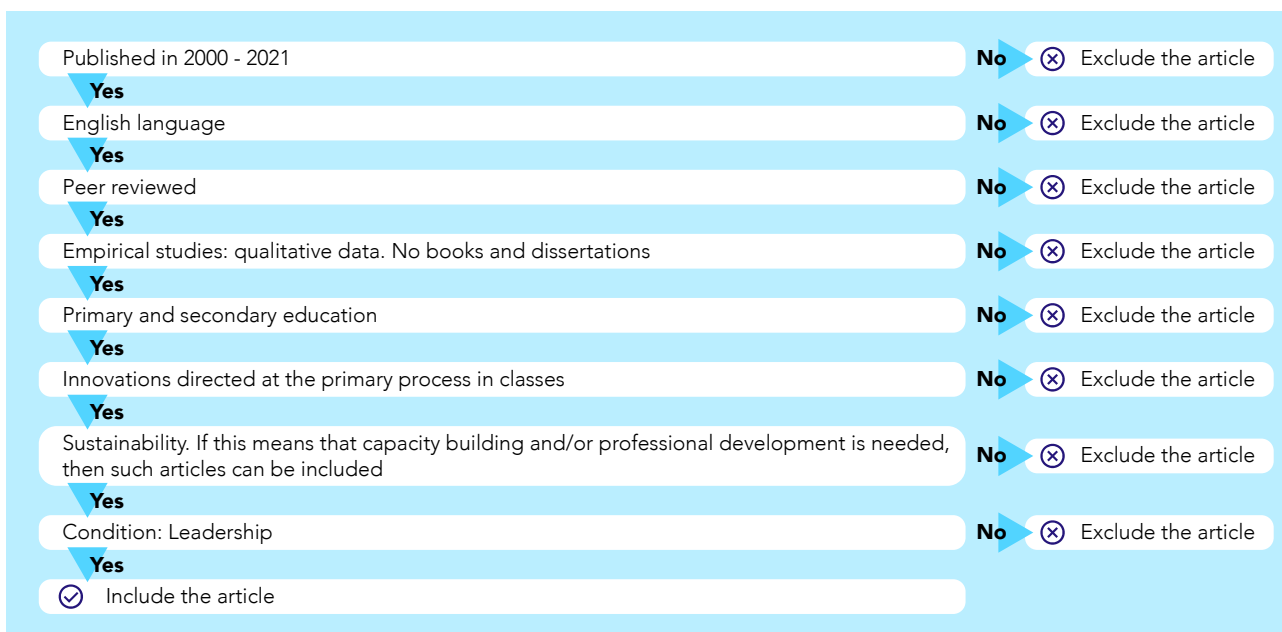 Published in 2000 - 2021 No Exclude the article
Yes
English language No Exclude the article
Yes
Peer reviewed No Exclude the article
Yes
Empirical studies: qualitative data. No books and dissertations No Exclude the article
Yes
Primary and secondary education No Exclude the article
Yes
Innovations directed at the primary process in classes No Exclude the article
Yes
Sustainability. If this means that capacity building and/or professional development is needed,
then such articles can be included
No Exclude the article
Yes
Condition: Leadership No Exclude the article
Yes
Include the article